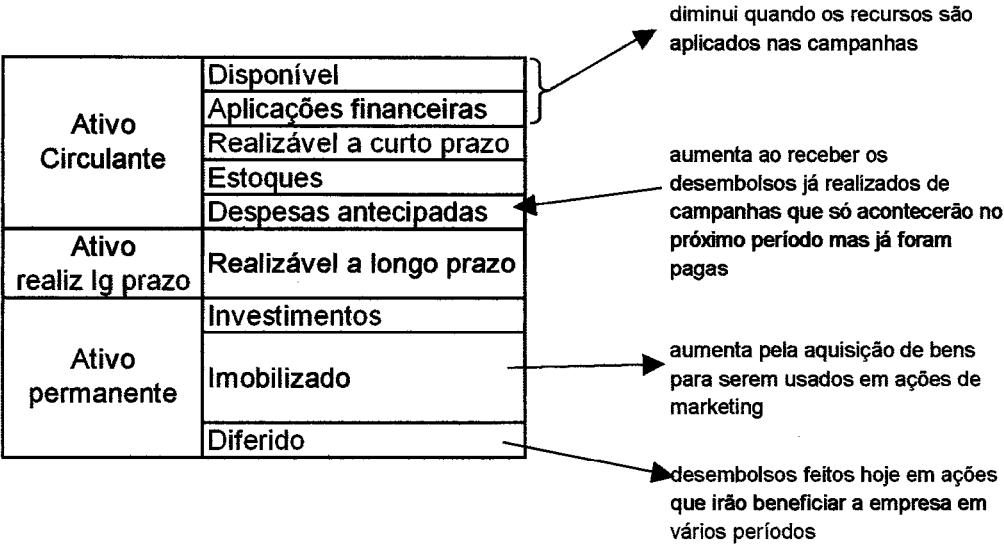 diminui quando os recursos são
aplicados nas campanhas
Ativo
Circulante
Disponível
Aplicações financeiras
Realizável a curto prazo
Estoques
Despesas antecipadas
aumenta ao receber os
desembolsos já realizados de
campanhas que só acontecerão no
próximo período mas já foram
pagas
Ativo
realiz lg prazo
Realizável a longo prazo
Ativo
permanente
Investimentos
Imobilizado
Diferido
aumenta pela aquisição de bens
para serem usados em ações de
marketing
desembolsos feitos hoje em ações
que irão beneficiar a empresa em
vários períodos